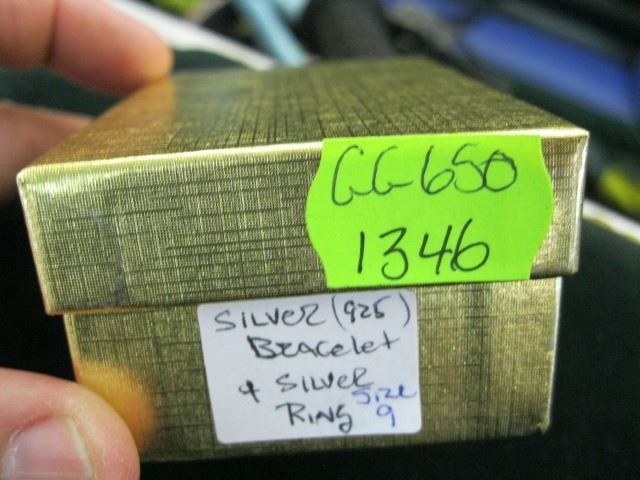 GG-650
1346
SILVER (925)
Bracelet
& SILVER
RING Size 9